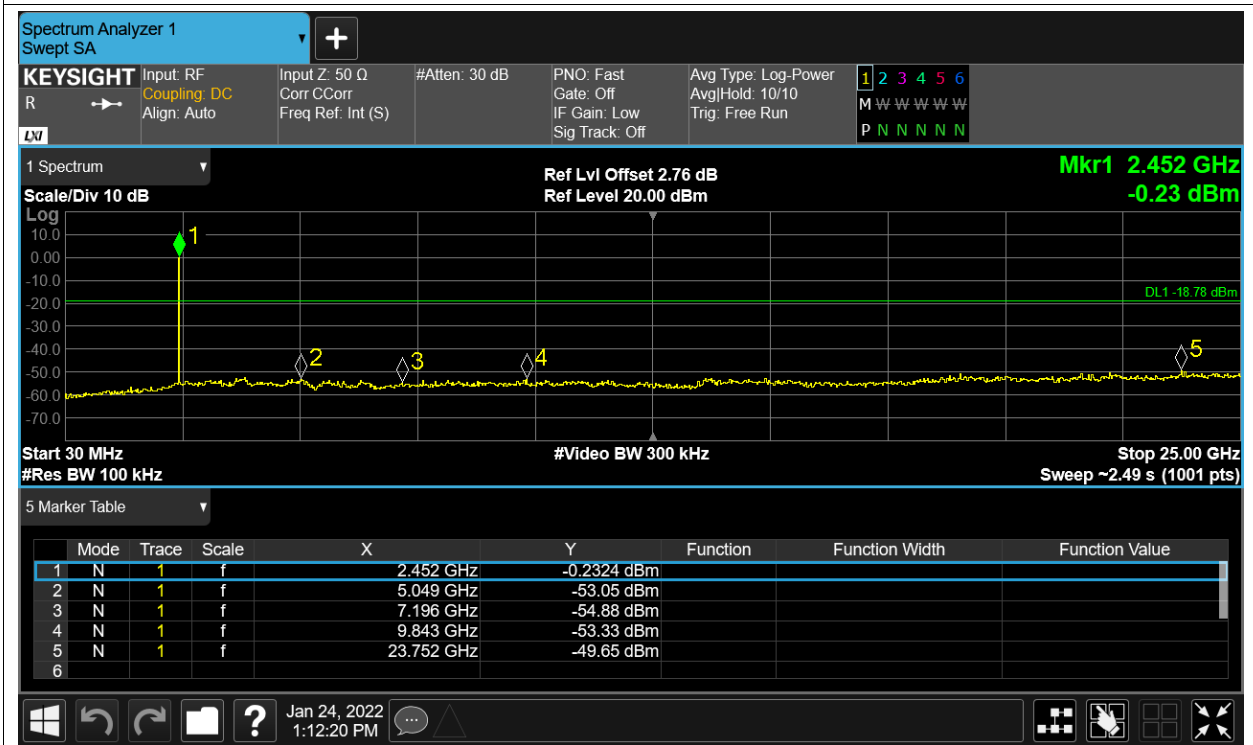 Spectrum Analyzer 1
Swept SA
KEYSIGHT
R
LXI
Input: RF
Coupling: DC
Align: Auto
Input Z: 50 Ω
Corr CCorr
Freq Ref: Int (S)
#Atten: 30 dB
PNO: Fast
Gate: Off
IF Gain: Low
Sig Track: Off
Avg Type: Log-Power
Avg|Hold: 10/10
Trig: Free Run
1 2 3 4 5 6
M W W W W W
P N N N N N
1 Spectrum
Scale/Div 10 dB
Ref Lvl Offset 2.76 dB
Ref Level 20.00 dBm
Mkr1 2.452 GHz
-0.23 dBm
Log
10.0
0.00
-10.0
-20.0
-30.0
-40.0
-50.0
-60.0
-70.0
1
2
3
4
5
DL1 -18.78 dBm
Start 30 MHz
#Video BW 300 kHz
Stop 25.00 GHz
#Res BW 100 kHz
Sweep ~2.49 s (1001 pts)
5 Marker Table
Mode Trace Scale X Y Function Function Width Function Value
1 N 1 f 2.452 GHz -0.2324 dBm
2 N 1 f 5.049 GHz -53.05 dBm
3 N 1 f 7.196 GHz -54.88 dBm
4 N 1 f 9.843 GHz -53.33 dBm
5 N 1 f 23.752 GHz -49.65 dBm
6
?
Jan 24, 2022
1:12:20 PM